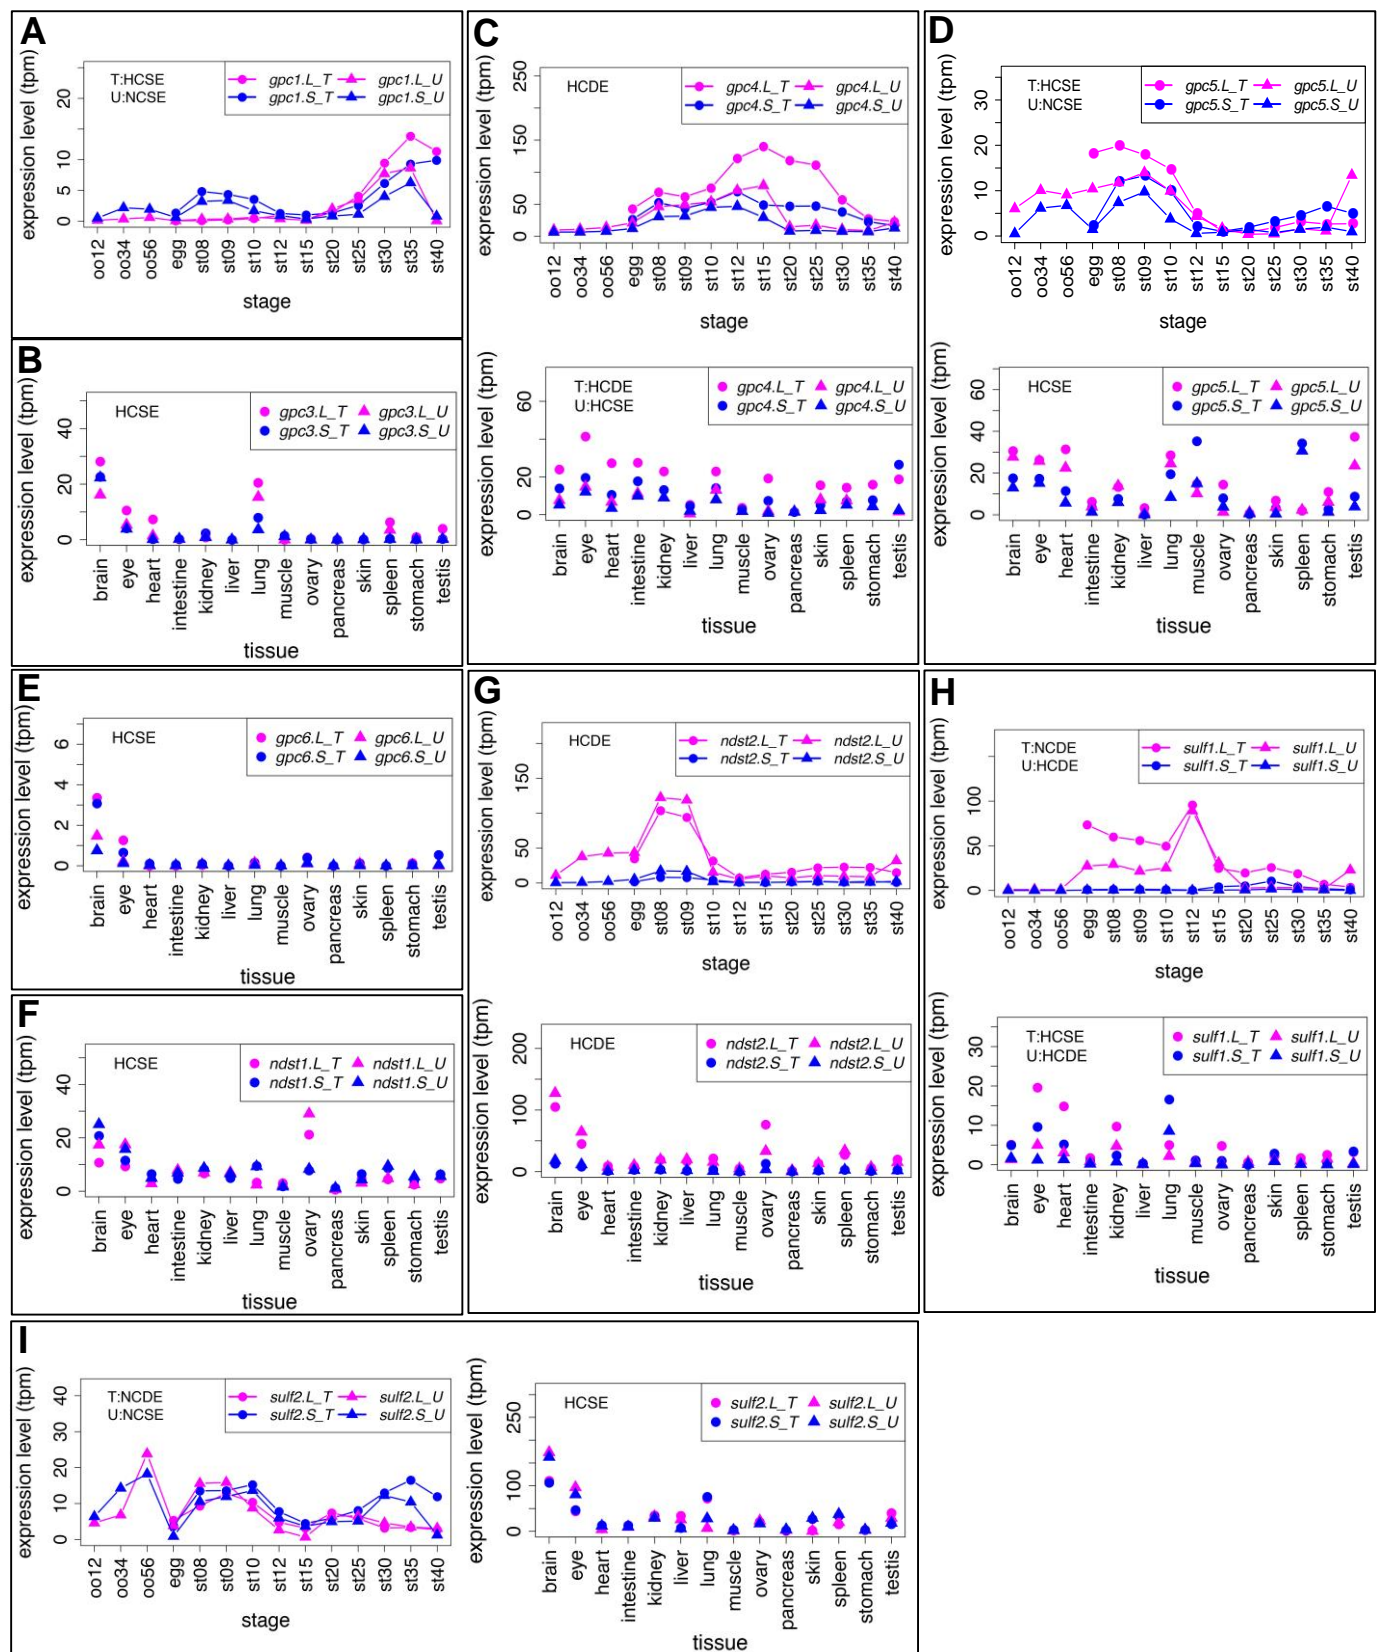 A
expression level (tpm)
T:HCSE
U:NCSE
gpc1.L_T gpc1.L_U
gpc1.S_T gpc1.S_U
20
10
5
0
oo12 oo34 oo56 egg st08 st09 st10 st12 st15 st20 st25 st30 st35 st40
stage
B
expression level (tpm)
HCSE
gpc3.L_T gpc3.L_U
gpc3.S_T gpc3.S_U
40
20
0
brain eye heart intestine kidney liver lung muscle ovary pancreas skin spleen stomach testis
tissue
C
expression level (tpm)
HCDE
gpc4.L_T gpc4.L_U
gpc4.S_T gpc4.S_U
250
150
50
0
oo12 oo34 oo56 egg st08 st09 st10 st12 st15 st20 st25 st30 st35 st40
stage
expression level (tpm)
T:HCDE
U:HCSE
gpc4.L_T gpc4.L_U
gpc4.S_T gpc4.S_U
60
20
0
brain eye heart intestine kidney liver lung muscle ovary pancreas skin spleen stomach testis
tissue
D
expression level (tpm)
T:HCSE
U:NCSE
gpc5.L_T gpc5.L_U
gpc5.S_T gpc5.S_U
30
20
10
0
oo12 oo34 oo56 egg st08 st09 st10 st12 st15 st20 st25 st30 st35 st40
stage
expression level (tpm)
HCSE
gpc5.L_T gpc5.L_U
gpc5.S_T gpc5.S_U
60
40
20
0
brain eye heart intestine kidney liver lung muscle ovary pancreas skin spleen stomach testis
tissue
E
expression level (tpm)
HCSE
gpc6.L_T gpc6.L_U
gpc6.S_T gpc6.S_U
6
4
2
0
brain eye heart intestine kidney liver lung muscle ovary pancreas skin spleen stomach testis
tissue
F
expression level (tpm)
HCSE
ndst1.L_T ndst1.L_U
ndst1.S_T ndst1.S_U
40
20
0
brain eye heart intestine kidney liver lung muscle ovary pancreas skin spleen stomach testis
tissue
G
expression level (tpm)
HCDE
ndst2.L_T ndst2.L_U
ndst2.S_T ndst2.S_U
150
50
0
oo12 oo34 oo56 egg st08 st09 st10 st12 st15 st20 st25 st30 st35 st40
stage
expression level (tpm)
HCDE
ndst2.L_T ndst2.L_U
ndst2.S_T ndst2.S_U
200
100
0
brain eye heart intestine kidney liver lung muscle ovary pancreas skin spleen stomach testis
tissue
H
expression level (tpm)
T:NCDE
U:HCDE
sulf1.L_T sulf1.L_U
sulf1.S_T sulf1.S_U
100
50
0
oo12 oo34 oo56 egg st08 st09 st10 st12 st15 st20 st25 st30 st35 st40
stage
expression level (tpm)
T:HCSE
U:HCDE
sulf1.L_T sulf1.L_U
sulf1.S_T sulf1.S_U
30
20
10
0
brain eye heart intestine kidney liver lung muscle ovary pancreas skin spleen stomach testis
tissue
I
expression level (tpm)
T:NCDE
U:NCSE
sulf2.L_T sulf2.L_U
sulf2.S_T sulf2.S_U
40
30
20
10
0
oo12 oo34 oo56 egg st08 st09 st10 st12 st15 st20 st25 st30 st35 st40
stage
expression level (tpm)
HCSE
sulf2.L_T sulf2.L_U
sulf2.S_T sulf2.S_U
250
100
0
brain eye heart intestine kidney liver lung muscle ovary pancreas skin spleen stomach testis
tissue